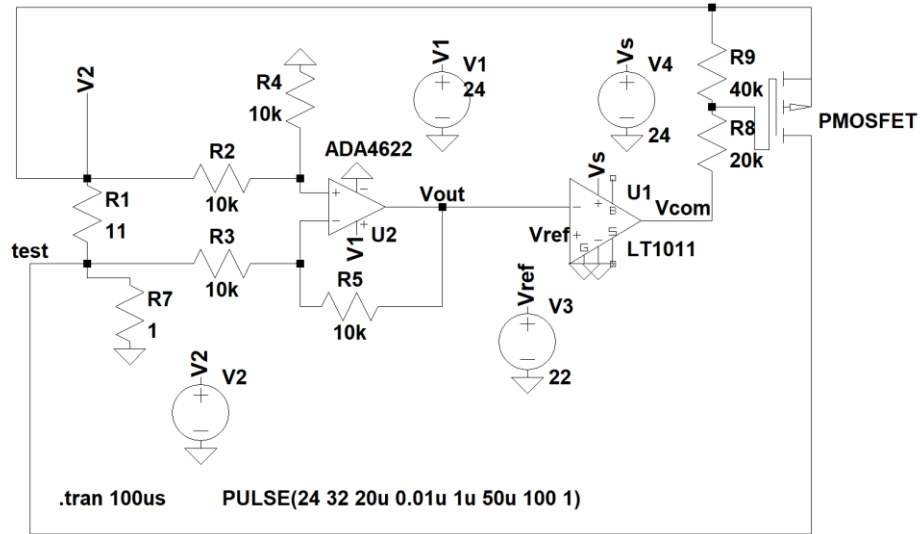 V2
R1
11
test
R7
1
R2
10k
R3
10k
R4
10k
ADA4622
+
−
−
+
V1
U2
R5
10k
Vout
V1
+
−
V1
24
Vs
+
−
V4
24
R9
40k
R8
20k
PMOSFET
Vs
U1
−
+
+
−
B
G
S
Vref
LT1011
Vcom
Vref
+
−
V3
22
V2
+
−
V2
.tran 100us
PULSE(24 32 20u 0.01u 1u 50u 100 1)